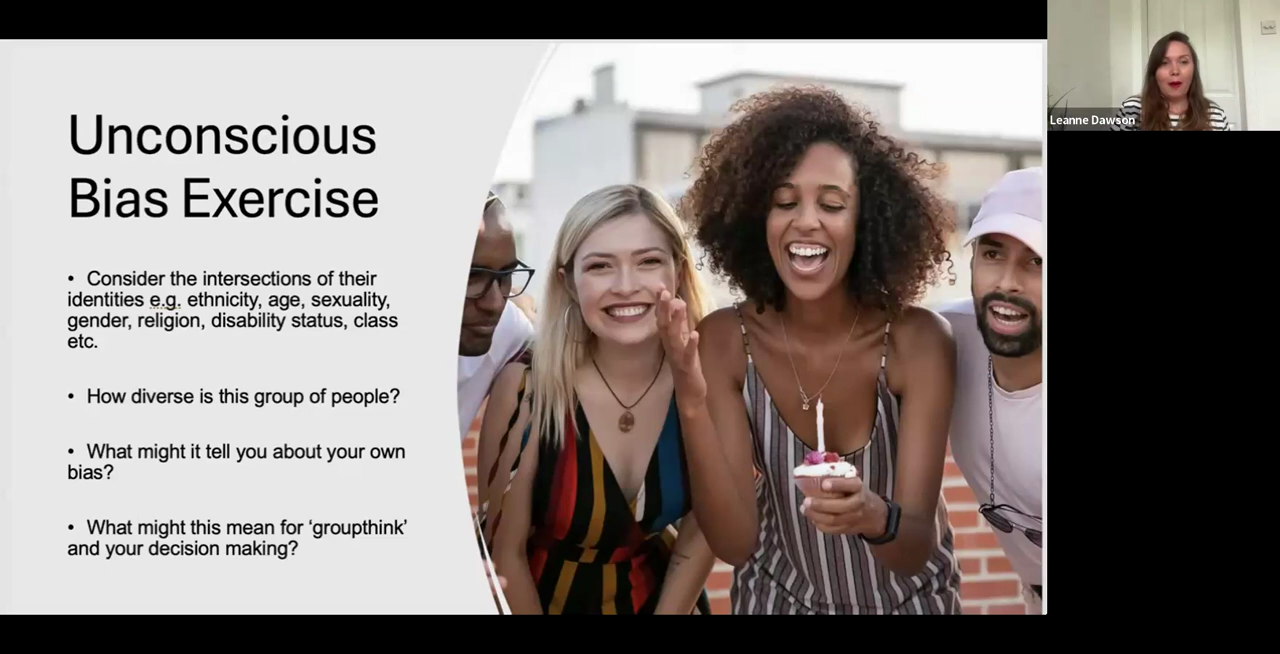 Unconscious
Bias Exercise
• Consider the intersections of their
identities e.g. ethnicity, age, sexuality,
gender, religion, disability status, class
etc.
• How diverse is this group of people?
• What might it tell you about your own
bias?
• What might this mean for ‘groupthink’
and your decision making?
Leanne Dawson